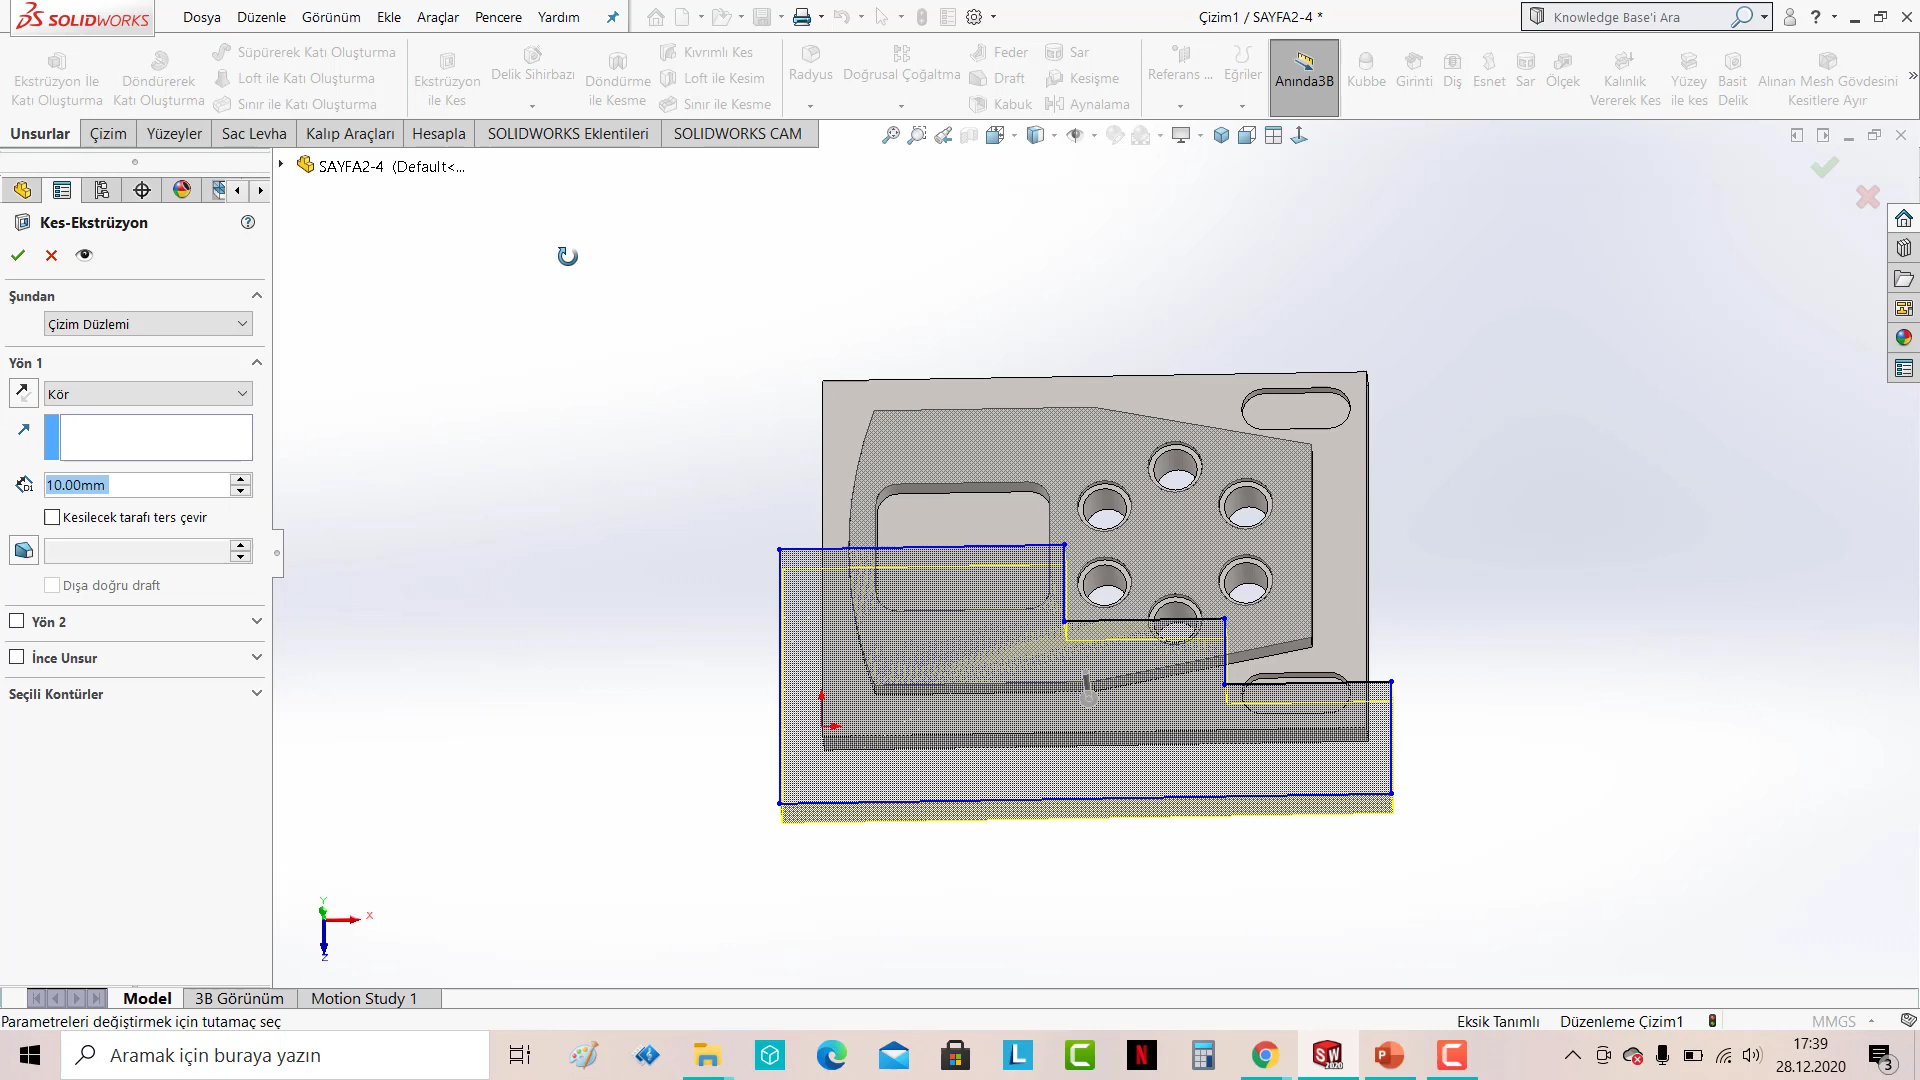 SOLIDWORKS Dosya Düzenle Görünüm Ekle Araçlar Pencere Yardım Çizim1 / SAYFA2-4 * Knowledge Base'i Ara
Ekstrüzyon İle Katı Oluşturma
Döndürerek Katı Oluşturma
Süpürerek Katı Oluşturma
Loft ile Katı Oluşturma
Sınır ile Katı Oluşturma
Ekstrüzyon ile Kes
Delik Sihirbazı
Döndürme ile Kesme
Kıvrımlı Kes
Loft ile Kesim
Sınır ile Kesme
Radyus
Doğrusal Çoğaltma
Feder
Draft
Kabuk
Sar
Kesişme
Aynalama
Referans ...
Eğriler
Anında3B
Kubbe
Girinti
Diş
Esnet
Sar
Ölçek
Kalınlık Vererek Kes
Yüzey ile kes
Basit Delik
Alınan Mesh Gövdesini Kesitlere Ayır
Unsurlar Çizim Yüzeyler Sac Levha Kalıp Araçları Hesapla SOLIDWORKS Eklentileri SOLIDWORKS CAM
SAYFA2-4 (Default<...
Kes-Ekstrüzyon
Şundan
Çizim Düzlemi
Yön 1
Kör
10.00mm
Kesilecek tarafı ters çevir
Dışa doğru draft
Yön 2
İnce Unsur
Seçili Kontürler
Y
X
Z
Model 3B Görünüm Motion Study 1
Parametreleri değiştirmek için tutamaç seç Eksik Tanımlı Düzenleme Çizim1 MMGS
Aramak için buraya yazın
17:39
28.12.2020
3